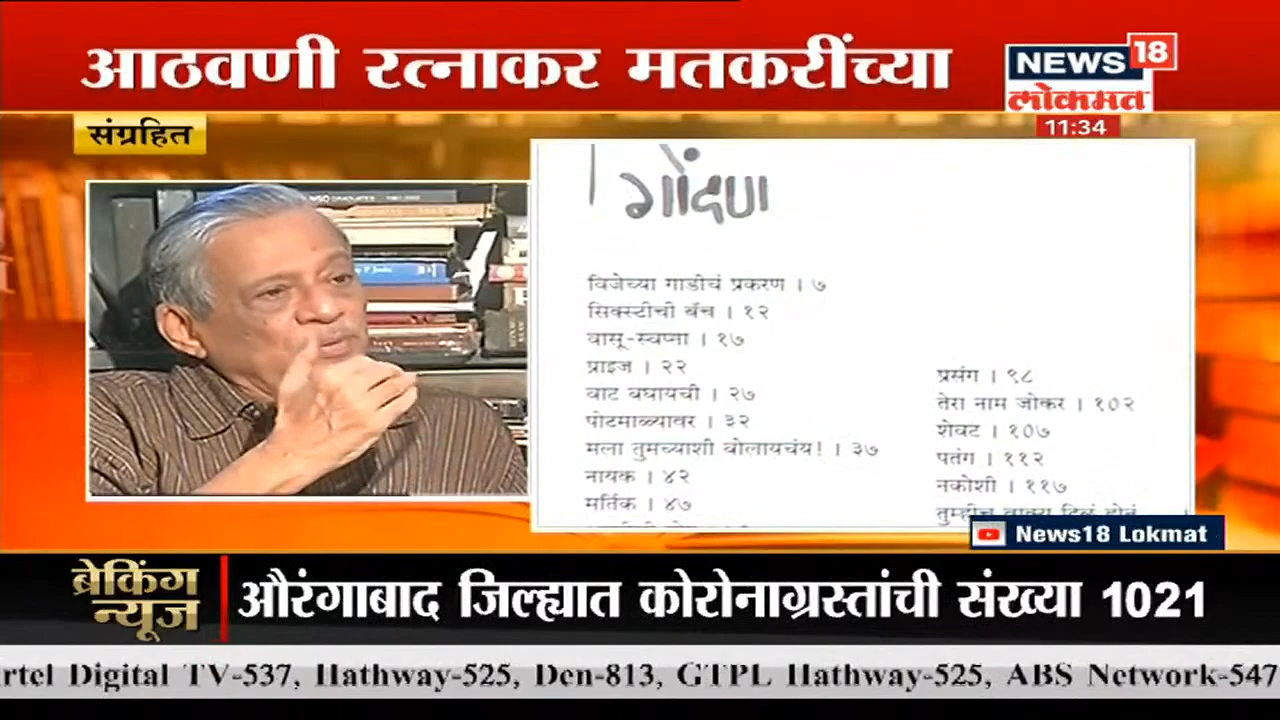 आठवणी रत्नाकर मतकरींच्या
NEWS 18
लोकमत
11:34
संग्रहित
गोंदण
विजेच्या गाडीचं प्रकरण । ७
सिक्स्टीची बॅच । १२
वासू-स्वप्ना । १७
प्राइज । २२
वाट बघायची । २७
पोटमाळ्यावर । ३२
मला तुमच्याशी बोलायचंय! । ३७
नायक । ४२
मर्तिक । ४७
प्रसंग । ९८
तेरा नाम जोकर । १०२
शेवट । १०७
पतंग । ११२
नकोशी । ११७
तुम्हीच वाक्य दिलं होतं
News18 Lokmat
ब्रेकिंग न्यूज
औरंगाबाद जिल्ह्यात कोरोनाग्रस्तांची संख्या 1021
rtel Digital TV-537, Hathway-525, Den-813, GTPL Hathway-525, ABS Network-547